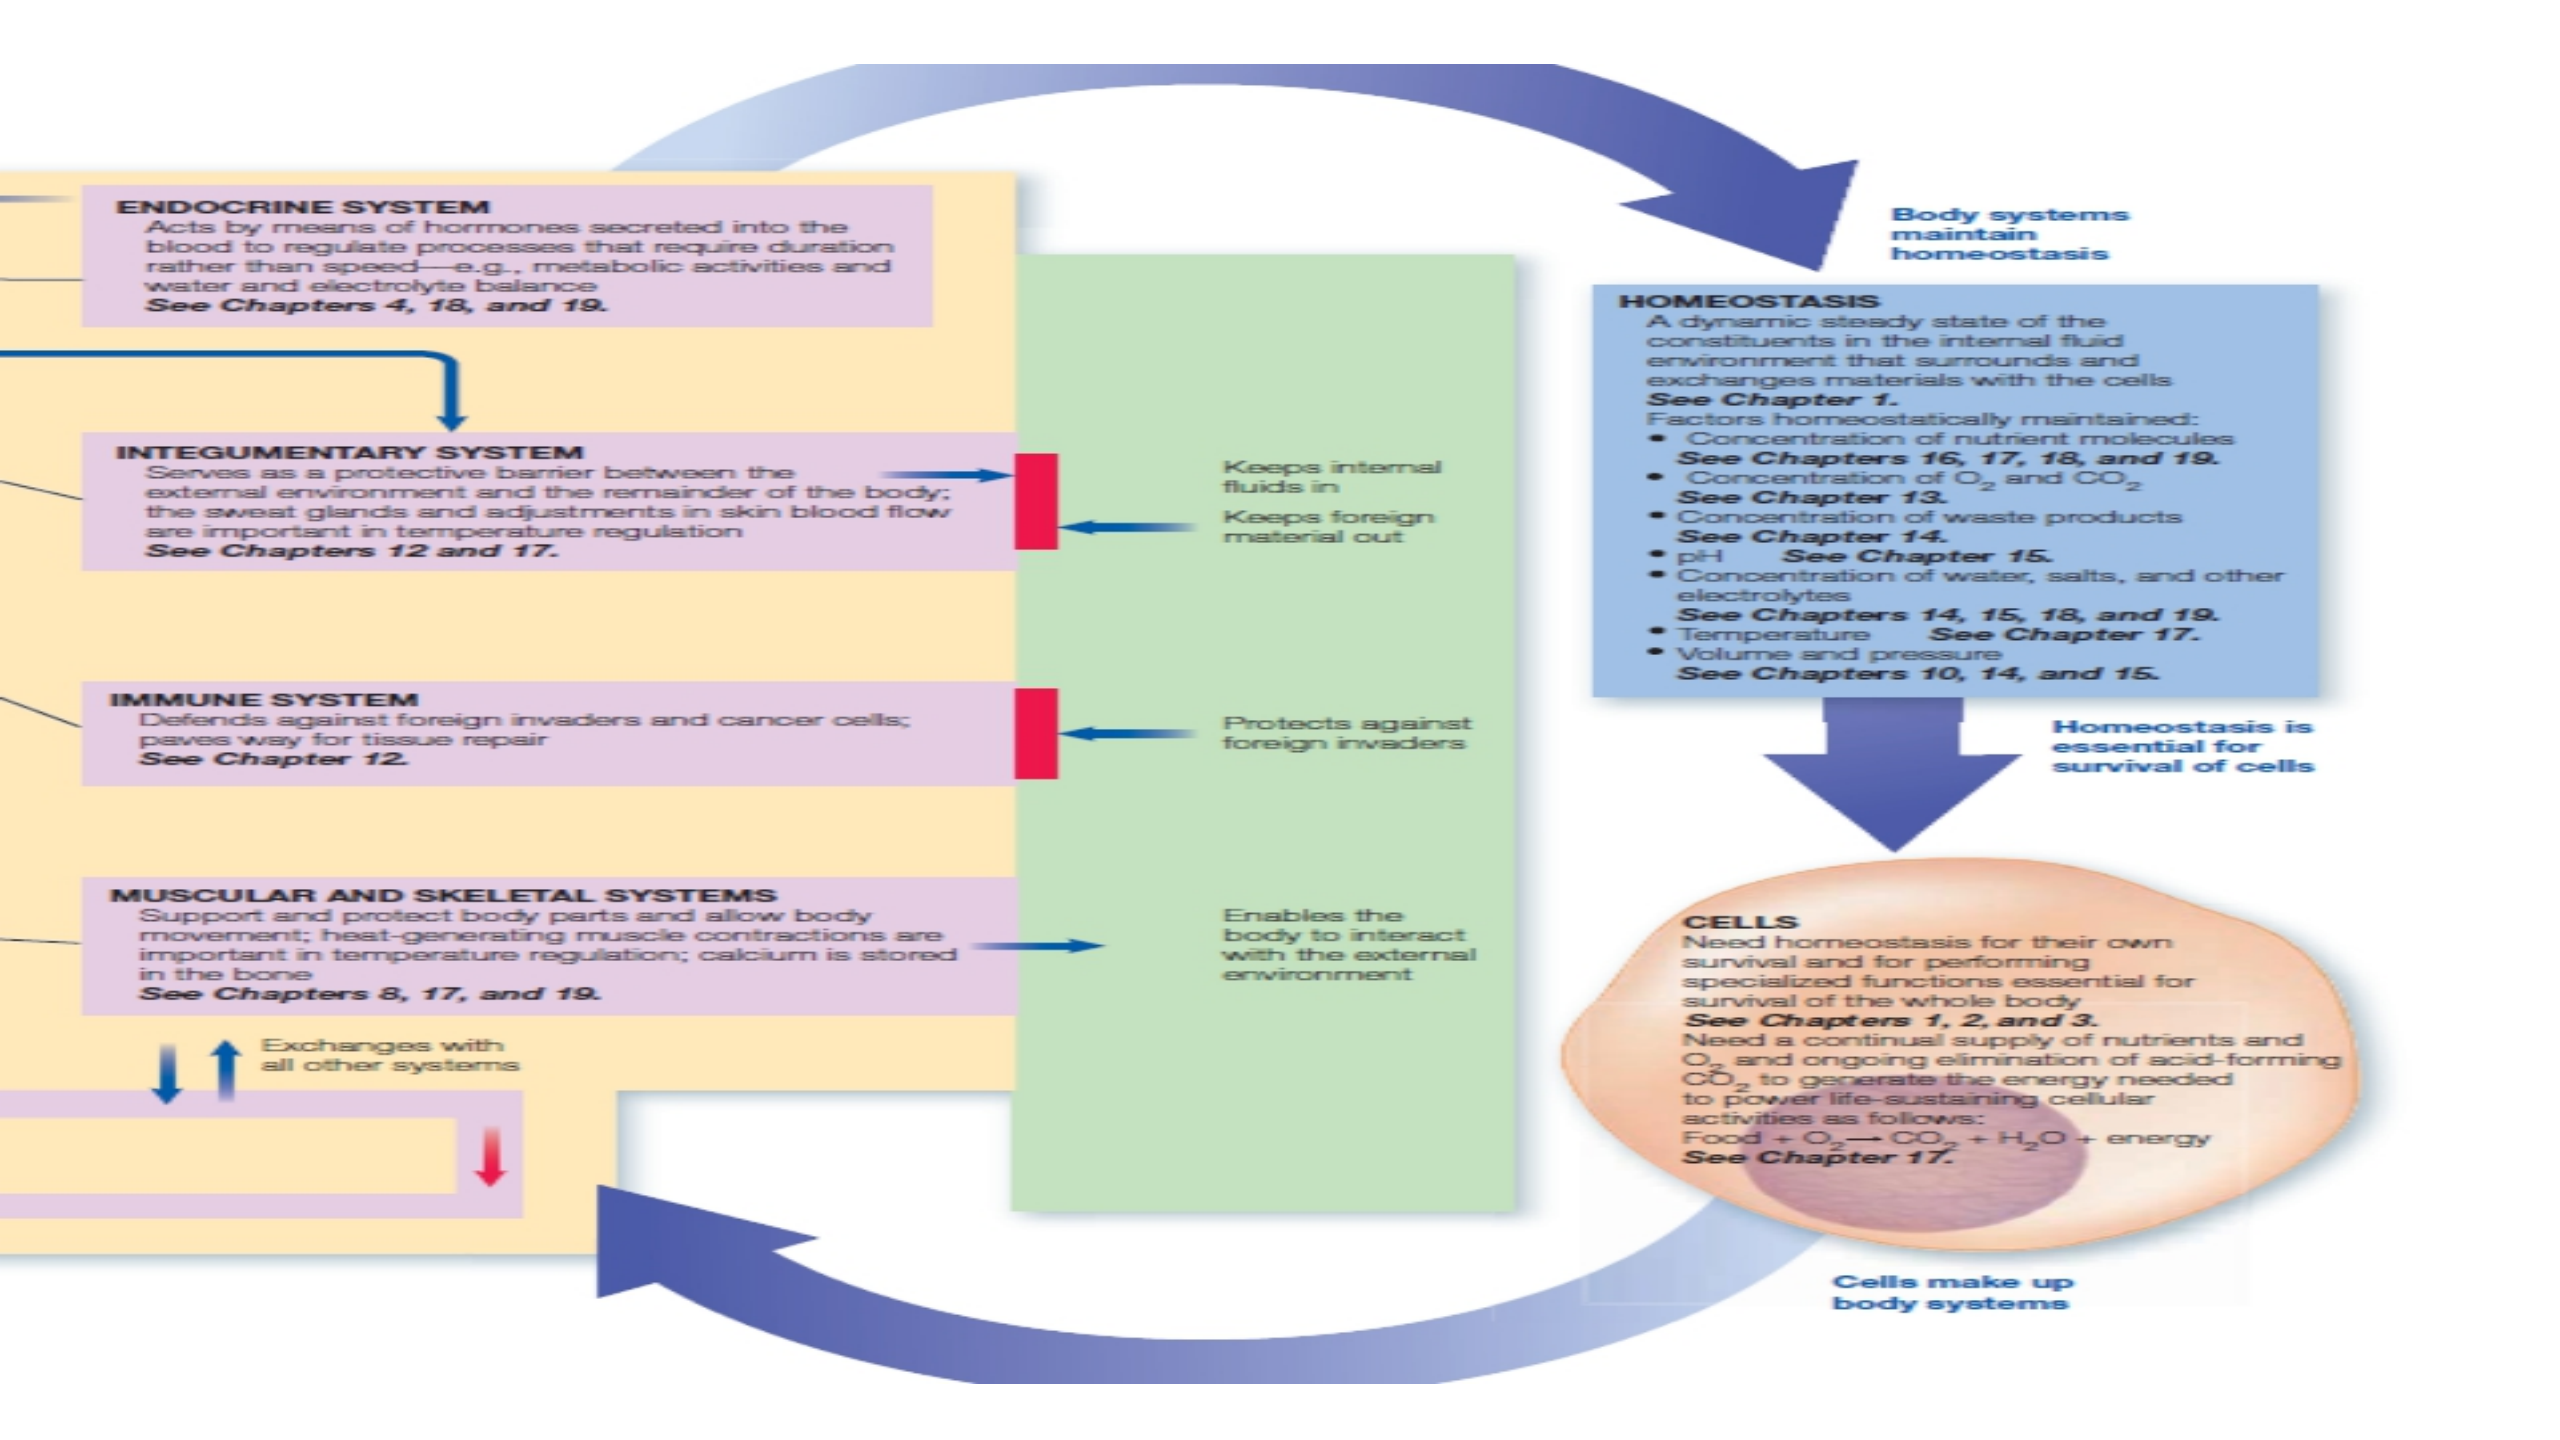 ENDOCRINE SYSTEM
Acts by means of hormones secreted into the
blood to regulate processes that require duration
rather than speed—e.g., metabolic activities and
water and electrolyte balance
See Chapters 4, 18, and 19.
INTEGUMENTARY SYSTEM
Serves as a protective barrier between the
external environment and the remainder of the body;
the sweat glands and adjustments in skin blood flow
are important in temperature regulation
See Chapters 12 and 17.
IMMUNE SYSTEM
Defends against foreign invaders and cancer cells;
paves way for tissue repair
See Chapter 12.
MUSCULAR AND SKELETAL SYSTEMS
Support and protect body parts and allow body
movement; heat-generating muscle contractions are
important in temperature regulation; calcium is stored
in the bone
See Chapters 8, 17, and 19.
Exchanges with
all other systems
Keeps internal
fluids in
Keeps foreign
material out
Protects against
foreign invaders
Enables the
body to interact
with the external
environment
Body systems
maintain
homeostasis
HOMEOSTASIS
A dynamic steady state of the
constituents in the internal fluid
environment that surrounds and
exchanges materials with the cells
See Chapter 1.
Factors homeostatically maintained:
• Concentration of nutrient molecules
See Chapters 16, 17, 18, and 19.
• Concentration of O₂ and CO₂
See Chapter 13.
• Concentration of waste products
See Chapter 14.
• pH See Chapter 15.
• Concentration of water, salts, and other
electrolytes
See Chapters 14, 15, 18, and 19.
• Temperature See Chapter 17.
• Volume and pressure
See Chapters 10, 14, and 15.
Homeostasis is
essential for
survival of cells
CELLS
Need homeostasis for their own
survival and for performing
specialized functions essential for
survival of the whole body
See Chapters 1, 2, and 3.
Need a continual supply of nutrients and
O₂ and ongoing elimination of acid-forming
CO₂ to generate the energy needed
to power life-sustaining cellular
activities as follows:
Food + O₂ → CO₂ + H₂O + energy
See Chapter 17.
Cells make up
body systems